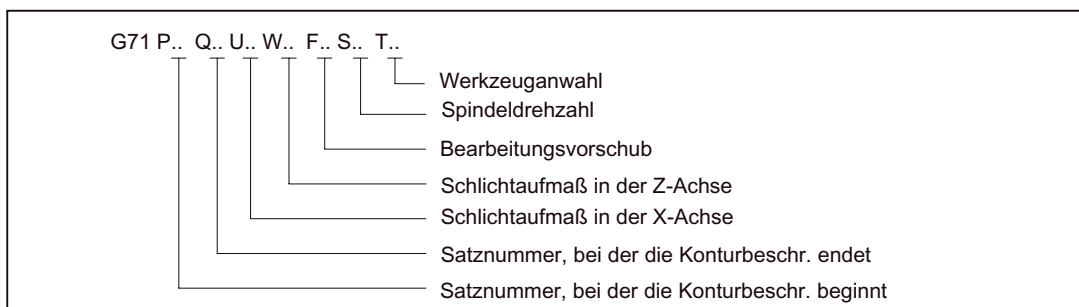 G71 P.. Q.. U.. W.. F.. S.. T..
Werkzeuganwahl
Spindeldrehzahl
Bearbeitungsvorschub
Schlichtaufmaß in der Z-Achse
Schlichtaufmaß in der X-Achse
Satznummer, bei der die Konturbeschr. endet
Satznummer, bei der die Konturbeschr. beginnt